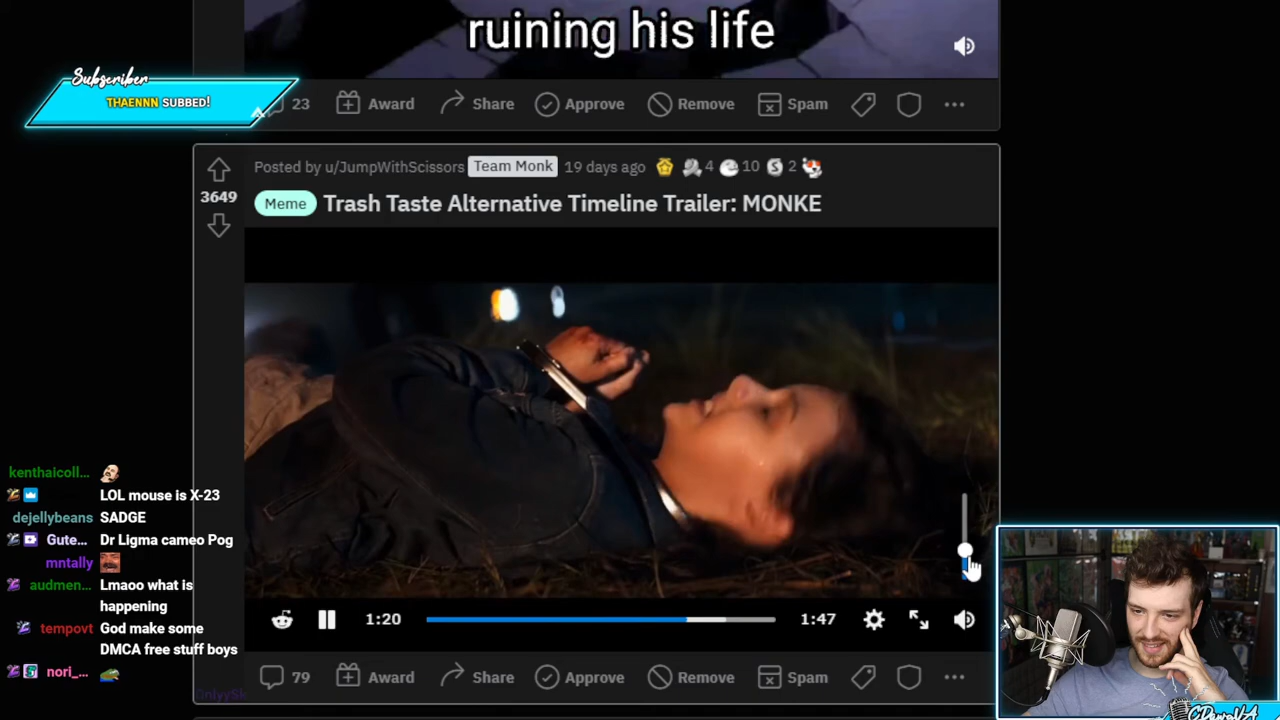 ruining his life
Subscriber
THAENNN SUBBED!
23 Award Share Approve Remove Spam
Posted by u/JumpWithScissors Team Monk 19 days ago 4 10 2
3649
Meme Trash Taste Alternative Timeline Trailer: MONKE
kenthaicoll...
LOL mouse is X-23
dejellybeans SADGE
Gute... Dr Ligma cameo Pog
mntally
audmen... Lmaoo what is
happening
tempovt God make some
DMCA free stuff boys
nori_...
1:20 1:47
79 Award Share Approve Remove Spam